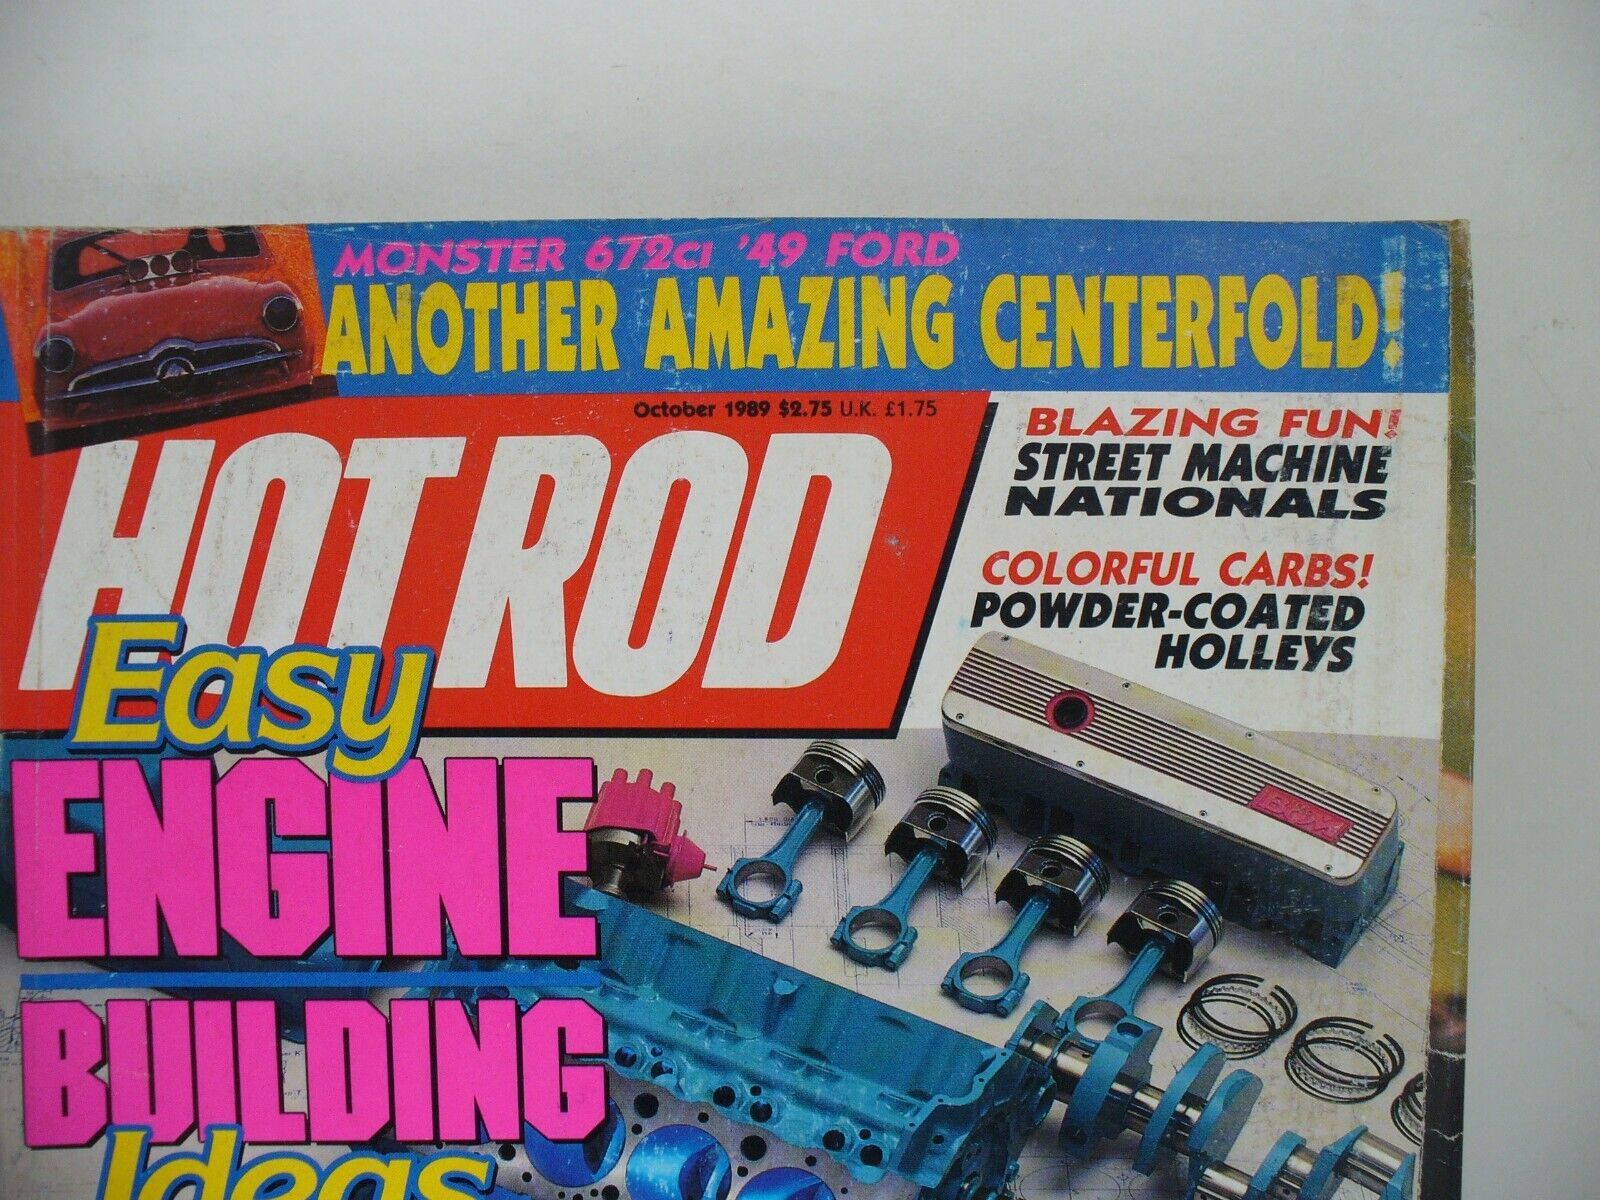 MONSTER 672CI '49 FORD
ANOTHER AMAZING CENTERFOLD!
October 1989 $2.75 U.K. £1.75
HOT ROD
BLAZING FUN!
STREET MACHINE
NATIONALS
COLORFUL CARBS!
POWDER-COATED
HOLLEYS
Easy
ENGINE
BUILDING
Ideas
B&M